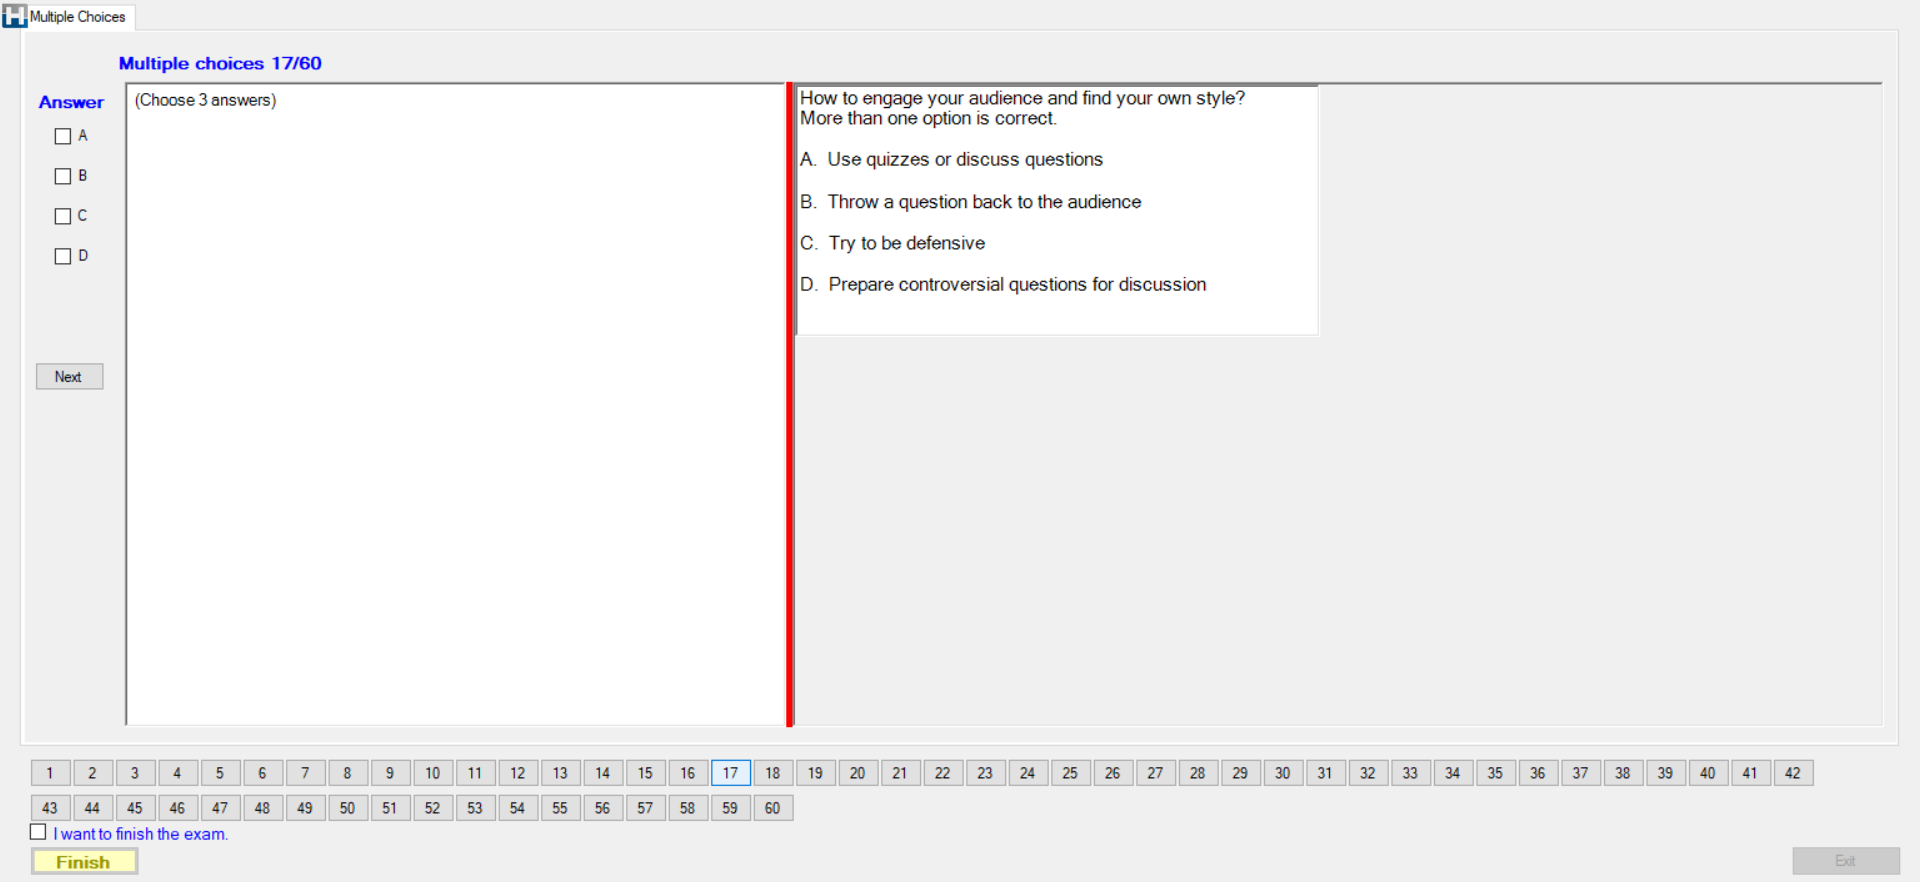 Multiple Choices
Multiple choices 17/60
Answer
A
B
C
D
Next
(Choose 3 answers)
How to engage your audience and find your own style?
More than one option is correct.
A. Use quizzes or discuss questions
B. Throw a question back to the audience
C. Try to be defensive
D. Prepare controversial questions for discussion
1 2 3 4 5 6 7 8 9 10 11 12 13 14 15 16 17 18 19 20 21 22 23 24 25 26 27 28 29 30 31 32 33 34 35 36 37 38 39 40 41 42
43 44 45 46 47 48 49 50 51 52 53 54 55 56 57 58 59 60
I want to finish the exam.
Finish
Exit